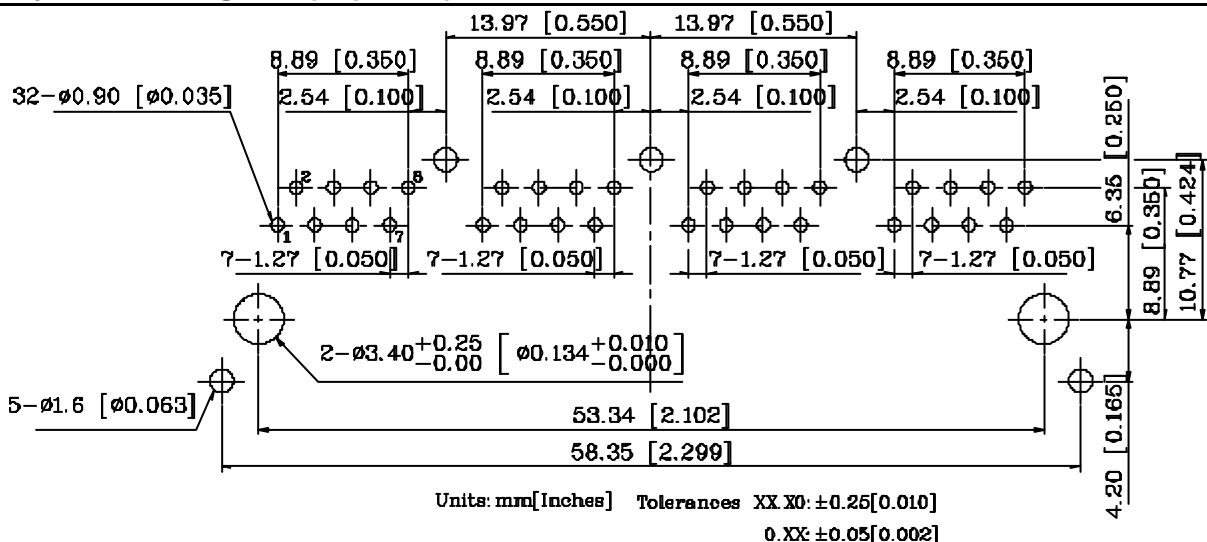 13.97 [0.550] 13.97 [0.550]
8.89 [0.350] 8.89 [0.350] 8.89 [0.350] 8.89 [0.350]
32-ø0.90 [ø0.035] 2.54 [0.100] 2.54 [0.100] 2.54 [0.100] 2.54 [0.100]
2 8
1 7
7-1.27 [0.050] 7-1.27 [0.050] 7-1.27 [0.050] 7-1.27 [0.050]
6.35 [0.250]
8.89 [0.350]
10.77 [0.424]
2-ø3.40+0.25-0.00 [ø0.134+0.010-0.000]
5-ø1.6 [ø0.063]
53.34 [2.102]
58.35 [2.299]
4.20 [0.165]
Units: mm[Inches] Tolerances XX.X0: ±0.25[0.010]
0.XX: ±0.05[0.002]